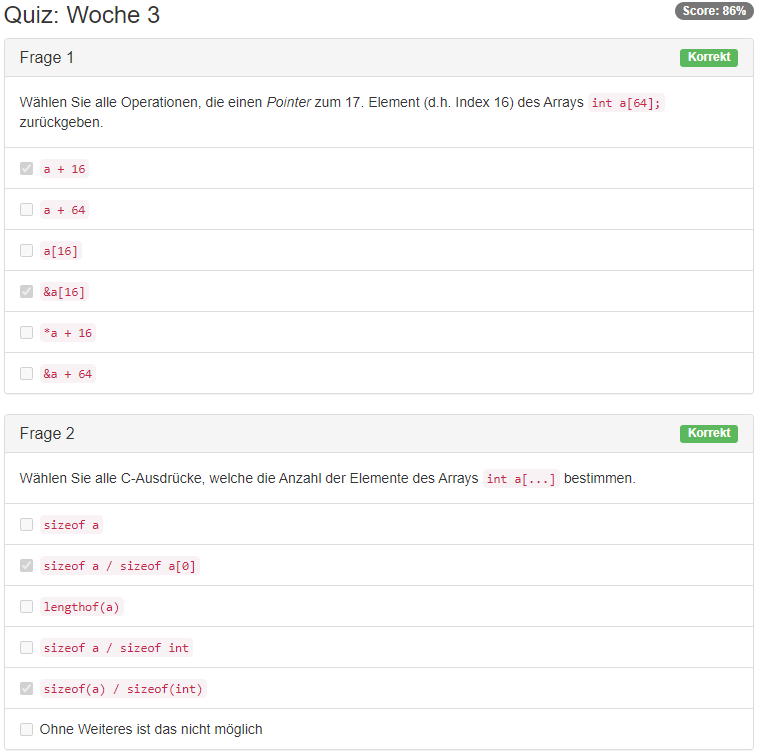 Quiz: Woche 3
Score: 86%
Frage 1
Korrekt
Wählen Sie alle Operationen, die einen Pointer zum 17. Element (d.h. Index 16) des Arrays int a[64];
zurückgeben.
a + 16
a + 64
a[16]
&a[16]
*a + 16
&a + 64
Frage 2
Korrekt
Wählen Sie alle C-Ausdrücke, welche die Anzahl der Elemente des Arrays int a[...] bestimmen.
sizeof a
sizeof a / sizeof a[0]
lengthof(a)
sizeof a / sizeof int
sizeof(a) / sizeof(int)
Ohne Weiteres ist das nicht möglich